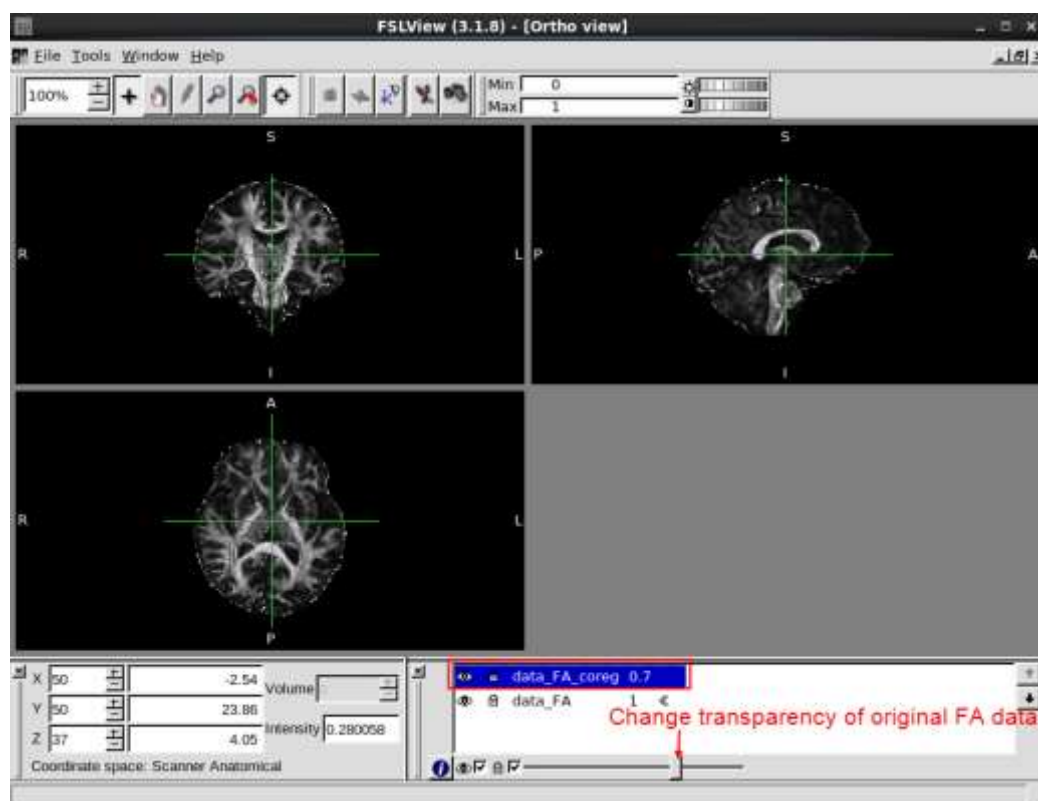 FSLView (3.1.8) - [Ortho view]
File Tools Window Help
100%
Min 0
Max 1
S
R
L
I
S
P
A
I
A
R
L
P
X 50 -2.54
Y 50 23.86
Z 37 4.05
Volume
Intensity 0.280058
Coordinate space: Scanner Anatomical
data_FA_coreg 0.7
data_FA 1
Change transparency of original FA data